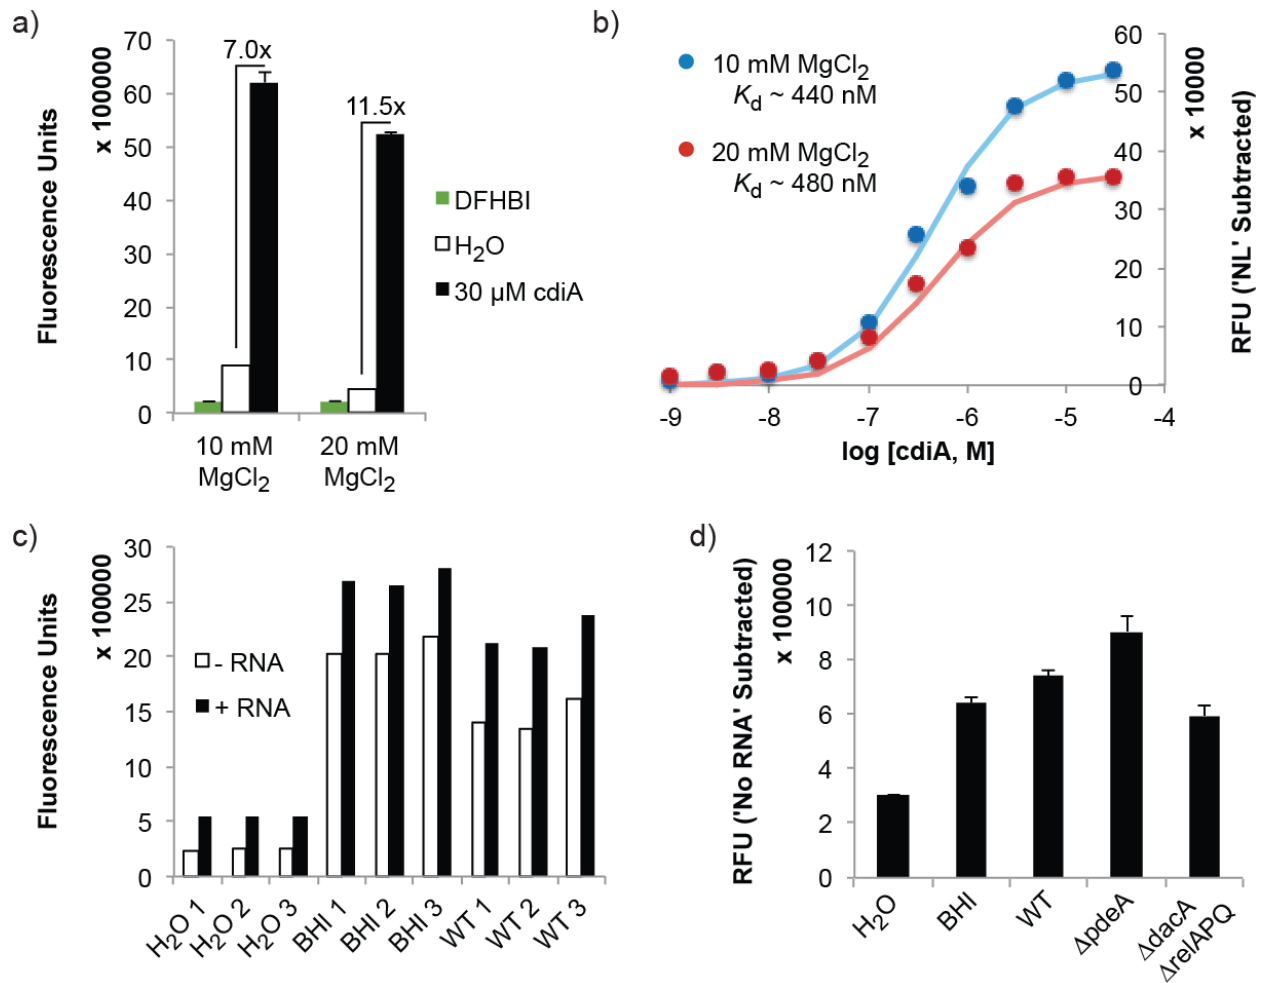 a)
Fluorescence Units
x 100000
70
60
50
40
30
20
10
0
7.0x
11.5x
DFHBI
H2O
30 µM cdiA
10 mM
MgCl2
20 mM
MgCl2
b)
10 mM MgCl2
Kd ~ 440 nM
20 mM MgCl2
Kd ~ 480 nM
60
50
40
30
20
10
0
x 10000
RFU ('NL' Subtracted)
-9
-8
-7
-6
-5
-4
log [cdiA, M]
c)
Fluorescence Units
x 100000
30
25
20
15
10
5
0
- RNA
+ RNA
H2O 1
H2O 2
H2O 3
BHI 1
BHI 2
BHI 3
WT 1
WT 2
WT 3
d)
RFU ('No RNA' Subtracted)
x 100000
12
10
8
6
4
2
0
H2O
BHI
WT
ΔpdeA
ΔdacA
ΔrelAPQ